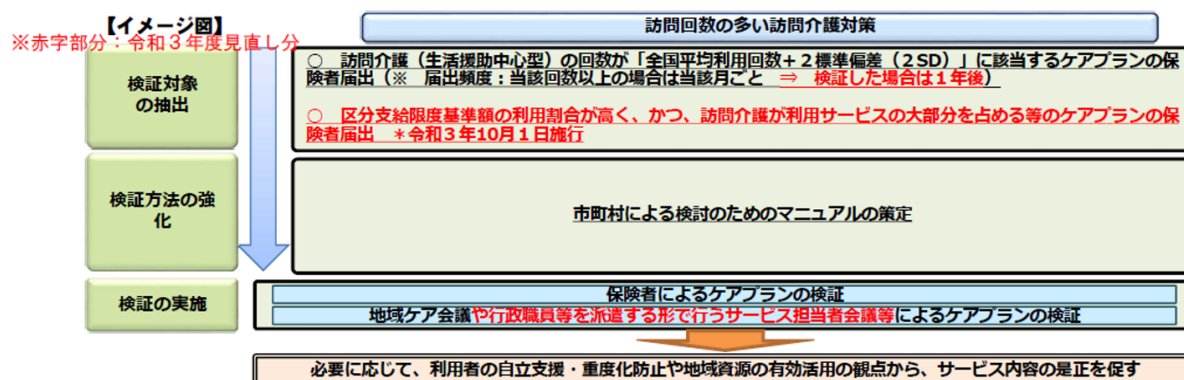 【イメージ図】
※赤字部分：令和３年度見直し分
訪問回数の多い訪問介護対策
検証対象
の抽出
○　訪問介護（生活援助中心型）の回数が「全国平均利用回数＋２標準偏差（２SD）」に該当するケアプランの保
険者届出（※　届出頻度：当該回数以上の場合は当該月ごと　⇒　検証した場合は１年後）
○　区分支給限度基準額の利用割合が高く、かつ、訪問介護が利用サービスの大部分を占める等のケアプランの保
険者届出　＊令和３年10月１日施行
検証方法の強
化
市町村による検討のためのマニュアルの策定
検証の実施
保険者によるケアプランの検証
地域ケア会議や行政職員等を派遣する形で行うサービス担当者会議等によるケアプランの検証
必要に応じて、利用者の自立支援・重度化防止や地域資源の有効活用の観点から、サービス内容の是正を促す